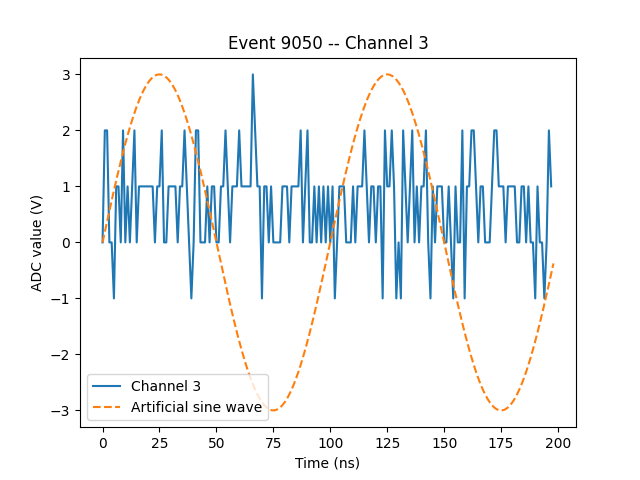 Event 9050 -- Channel 3
ADC value (V)
3
2
1
0
−1
−2
−3
Channel 3
Artificial sine wave
0 25 50 75 100 125 150 175 200
Time (ns)